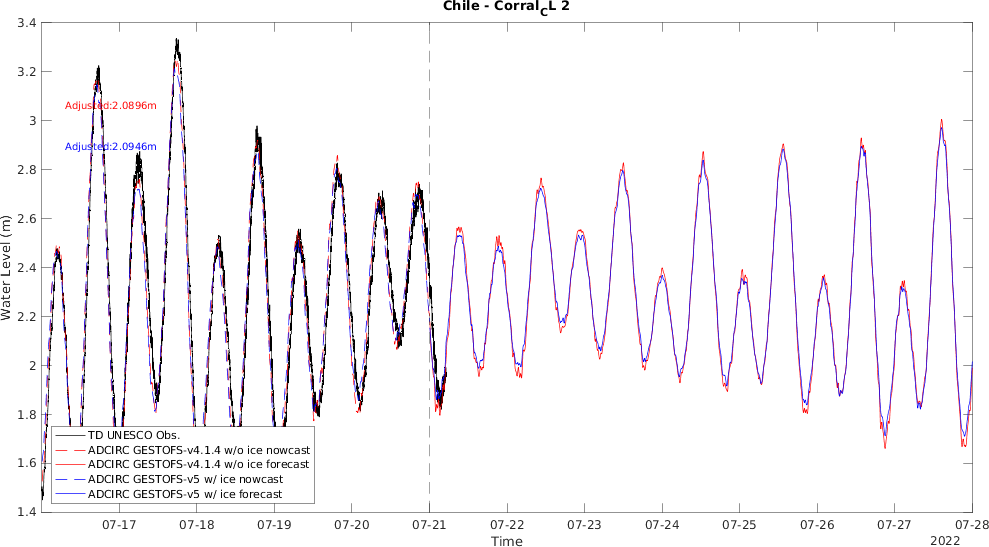 Chile - Corral_CL 2
3.4
3.2
3
2.8
2.6
2.4
2.2
2
1.8
1.6
1.4
Water Level (m)
Adjusted:2.0896m
Adjusted:2.0946m
TD UNESCO Obs.
ADCIRC GESTOFS-v4.1.4 w/o ice nowcast
ADCIRC GESTOFS-v4.1.4 w/o ice forecast
ADCIRC GESTOFS-v5 w/ ice nowcast
ADCIRC GESTOFS-v5 w/ ice forecast
07-17 07-18 07-19 07-20 07-21 07-22 07-23 07-24 07-25 07-26 07-27 07-28
Time
2022